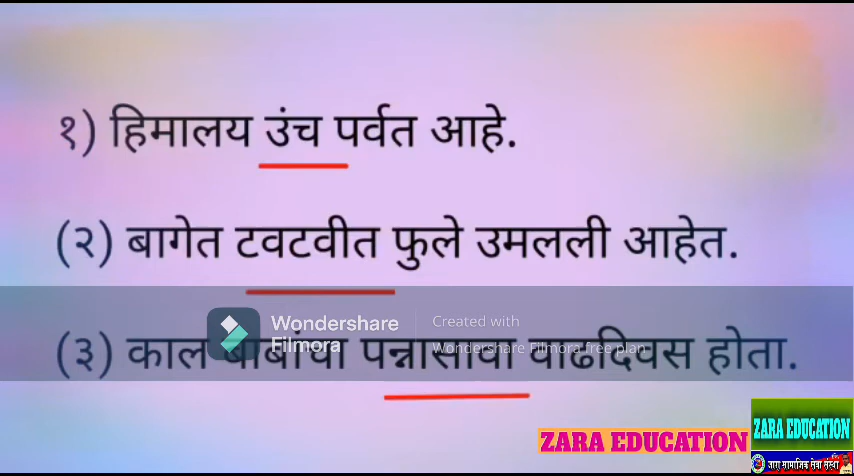 १) हिमालय उंच पर्वत आहे.
(२) बागेत टवटवीत फुले उमलली आहेत.
Wondershare Filmora
Created with Wondershare Filmora free plan
(३) काल बाबांचा पन्नासावा वाढदिवस होता.
ZARA EDUCATION
ZARA EDUCATION
जारा सामाजिक सेवा संस्था